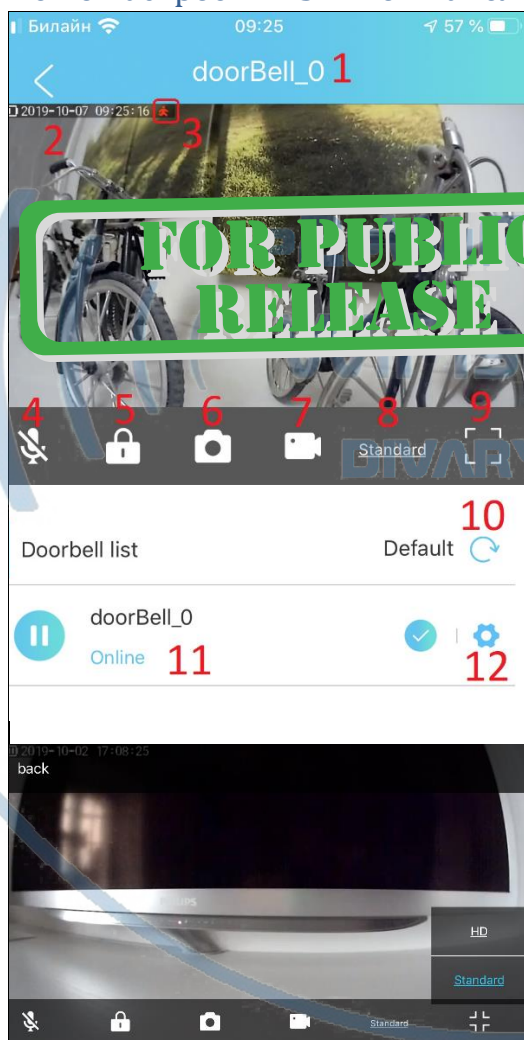 Билайн 09:25 57 %
doorBell_0 1
2019-10-07 09:25:16
2 3
FOR PUBLIC
RELEASE
4 5 6 7 8 9
Standard
DIVARY
10
Doorbell list Default
doorBell_0
Online 11 12
2019-10-02 17:08:25
back
HD
Standard
Standard